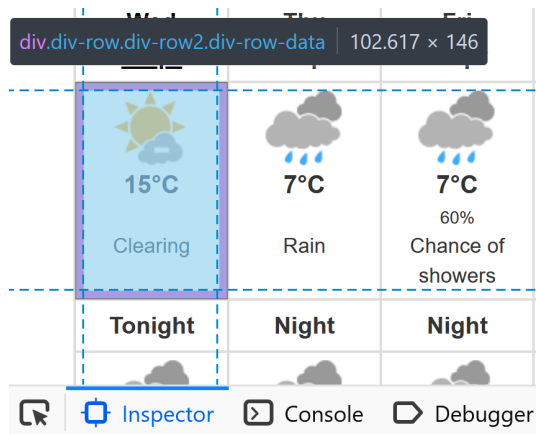 div.div-row.div-row2.div-row-data 102.617 × 146
15°C 7°C 7°C
60%
Clearing Rain Chance of
showers
Tonight Night Night
Inspector Console Debugger